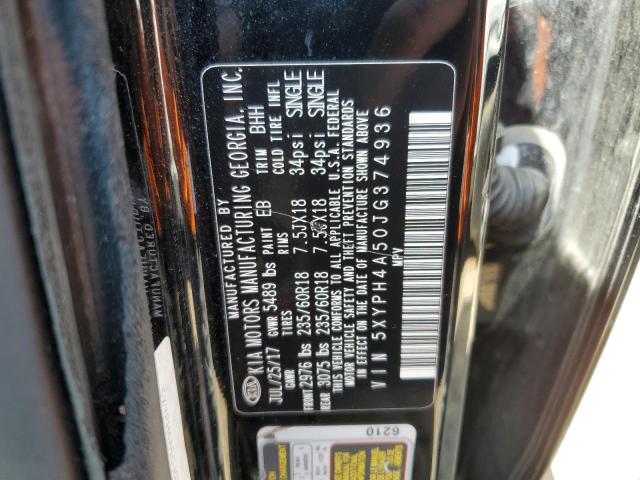 KIA
MANUFACTURED BY
KIA MOTORS MANUFACTURING GEORGIA, INC.
JUL/25/17 GVWR 5489 lbs PAINT EB TRIM BHH
GAWR TIRES RIMS COLD TIRE INFL
FRONT 2976 lbs 235/60R18 7.5JX18 34psi SINGLE
REAR 3075 lbs 235/60R18 7.5JX18 34psi SINGLE
THIS VEHICLE CONFORMS TO ALL APPLICABLE U.S.A. FEDERAL
MOTOR VEHICLE SAFETY AND THEFT PREVENTION STANDARDS
IN EFFECT ON THE DATE OF MANUFACTURE SHOWN ABOVE.
VIN 5XYPH4A50JG374936
MPV
6210